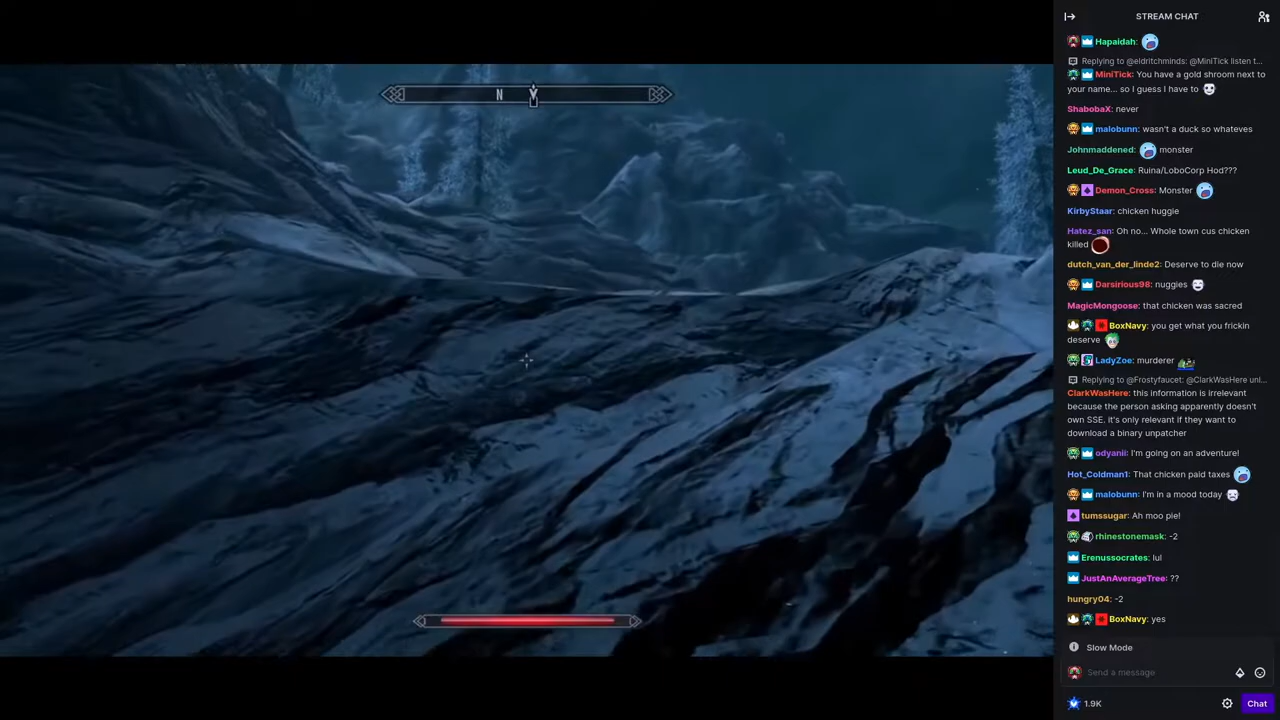 N
STREAM CHAT
Hapaidah:
Replying to @eldritchminds: @MiniTick listen t...
MiniTick: You have a gold shroom next to
your name... so I guess I have to
ShabobaX: never
malobunn: wasn't a duck so whateves
Johnmaddened: monster
Leud_De_Grace: Ruina/LoboCorp Hod???
Demon_Cross: Monster
KirbyStaar: chicken huggie
Hatez_san: Oh no... Whole town cus chicken
killed
dutch_van_der_linde2: Deserve to die now
Darsirious98: nuggies
MagicMongoose: that chicken was sacred
BoxNavy: you get what you frickin
deserve
LadyZoe: murderer
Replying to @Frostyfaucet: @ClarkWasHere uni...
ClarkWasHere: this information is irrelevant
because the person asking apparently doesn't
own SSE. it's only relevant if they want to
download a binary unpatcher
odyanii: I'm going on an adventure!
Hot_Coldman1: That chicken paid taxes
malobunn: I'm in a mood today
tumssugar: Ah moo pie!
rhinestonemask: -2
Erenussocrates: lul
JustAnAverageTree: ??
hungry04: -2
BoxNavy: yes
Slow Mode
Send a message
1.9K
Chat